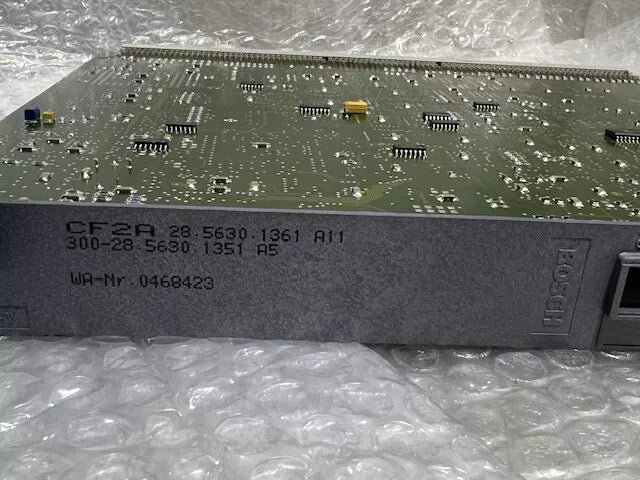 CF2A 28.5630.1361 A11
300-28.5630.1351 A5
WA-Nr.0468423
BOSCH